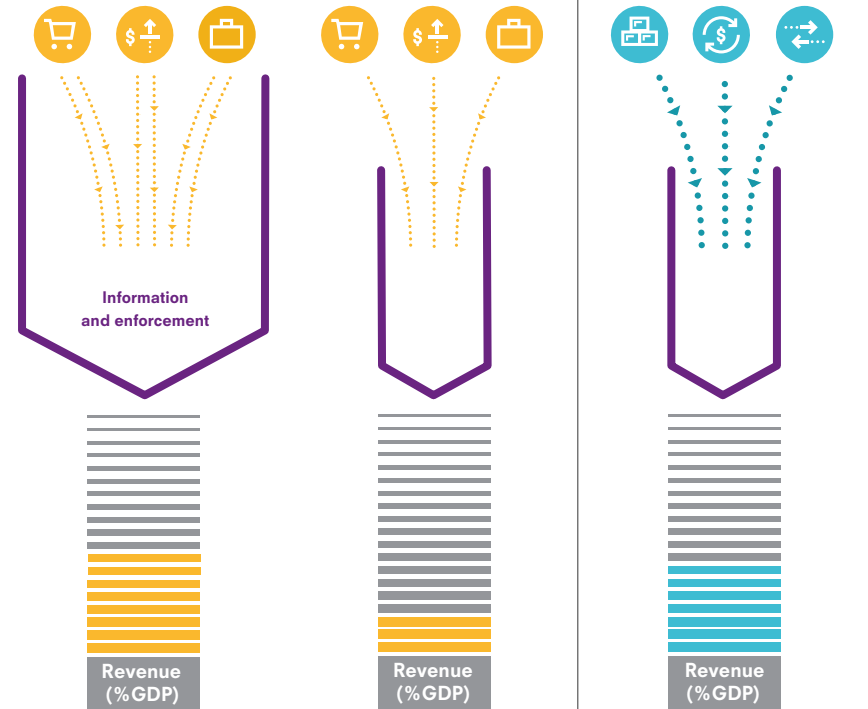 $
$
$
Information
and enforcement
Revenue
(%GDP)
Revenue
(%GDP)
Revenue
(%GDP)